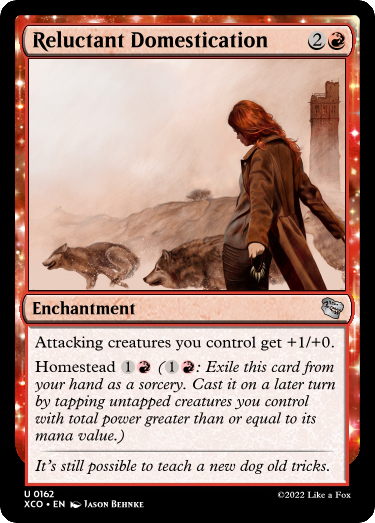 Reluctant Domestication 2
Enchantment
Attacking creatures you control get +1/+0.
Homestead 1 (1 : Exile this card from
your hand as a sorcery. Cast it on a later turn
by tapping untapped creatures you control
with total power greater than or equal to its
mana value.)
It's still possible to teach a new dog old tricks.
U 0162
XCO • EN Jason Behnke
©2022 Like a Fox